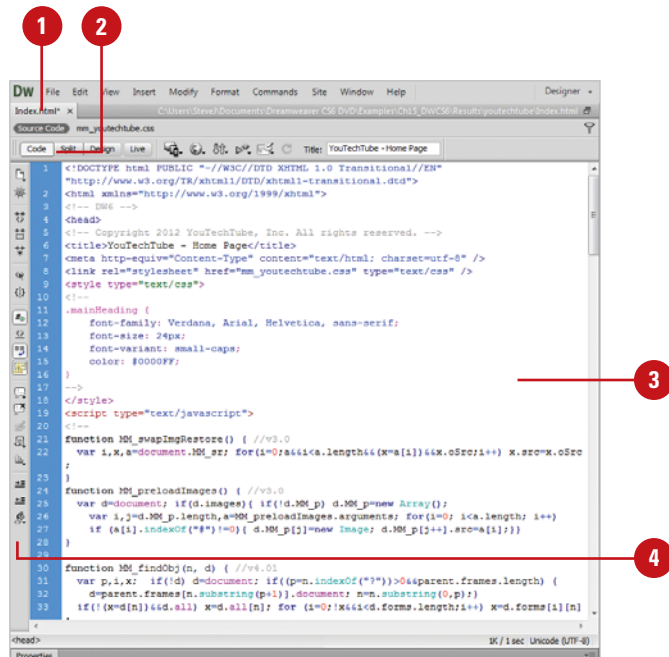 1 2
DW File Edit View Insert Modify Format Commands Site Window Help Designer
Index.html* × C:\Users\Steve\Documents\Dreamweaver CS6 DVD\Examples\Ch15_DWCS6\Results\youtechtube\Index.html
Source Code mm_youtechtube.css
Code Split Design Live Title: YouTechTube - Home Page
1 <!DOCTYPE html PUBLIC "-//W3C//DTD XHTML 1.0 Transitional//EN"
"http://www.w3.org/TR/xhtml1/DTD/xhtml1-transitional.dtd">
2 <html xmlns="http://www.w3.org/1999/xhtml">
3 <!-- DW6 -->
4 <head>
5 <!-- Copyright 2012 YouTechTube, Inc. All rights reserved. -->
6 <title>YouTechTube - Home Page</title>
7 <meta http-equiv="Content-Type" content="text/html; charset=utf-8" />
8 <link rel="stylesheet" href="mm_youtechtube.css" type="text/css" />
9 <style type="text/css">
10 <!--
11 .mainHeading {
12 font-family: Verdana, Arial, Helvetica, sans-serif;
13 font-size: 24px;
14 font-variant: small-caps;
15 color: #0000FF;
16 }
17 -->
18 </style>
19 <script type="text/javascript">
20 <!--
21 function MM_swapImgRestore() { //v3.0
22 var i,x,a=document.MM_sr; for(i=0;a&&i<a.length&&(x=a[i])&&x.oSrc;i++) x.src=x.oSrc
;
23 }
24 function MM_preloadImages() { //v3.0
25 var d=document; if(d.images){ if(!d.MM_p) d.MM_p=new Array();
26 var i,j=d.MM_p.length,a=MM_preloadImages.arguments; for(i=0; i<a.length; i++)
27 if (a[i].indexOf("#")!=0){ d.MM_p[j]=new Image; d.MM_p[j++].src=a[i];}}
28 }
29
30 function MM_findObj(n, d) { //v4.01
31 var p,i,x; if(!d) d=document; if((p=n.indexOf("?"))>0&&parent.frames.length) {
32 d=parent.frames[n.substring(p+1)].document; n=n.substring(0,p);}
33 if(!(x=d[n])&&d.all) x=d.all[n]; for (i=0;!x&&i<d.forms.length;i++) x=d.forms[i][n]
3
4
<head> 1K / 1 sec Unicode (UTF-8)
Properties